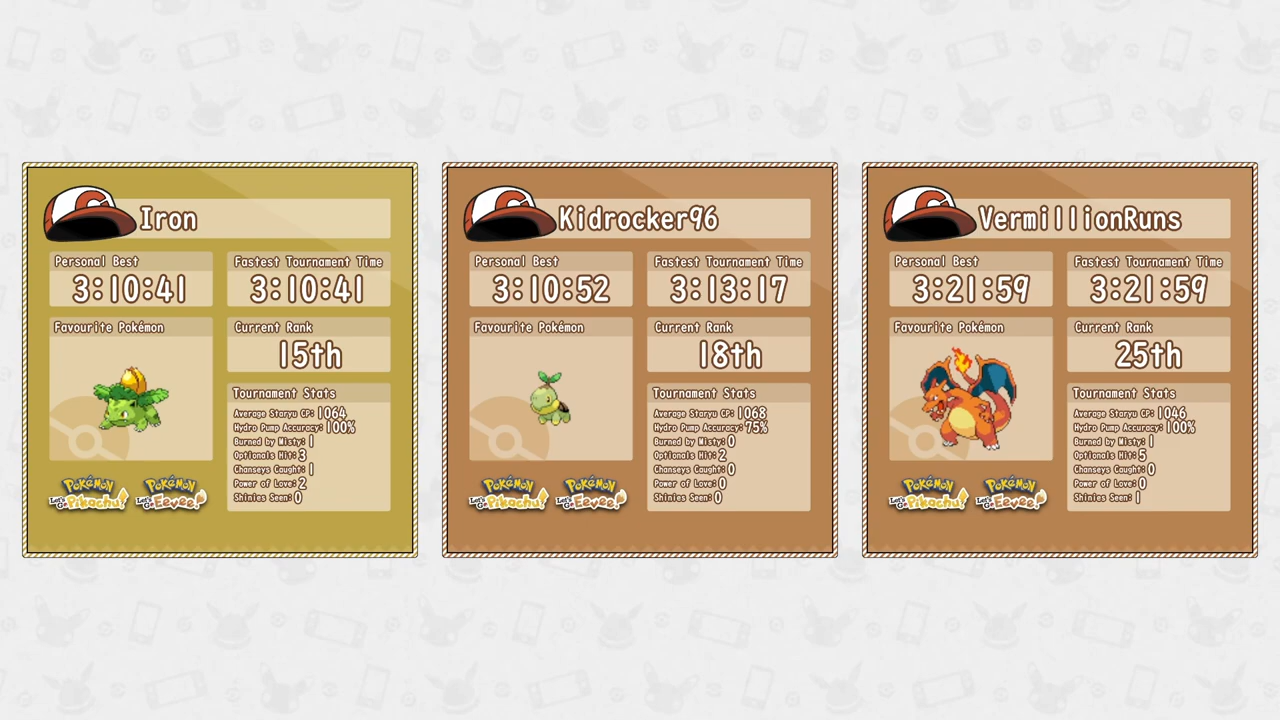 Iron
Personal Best
3:10:41
Fastest Tournament Time
3:10:41
Favourite Pokémon
Current Rank
15th
Tournament Stats
Average Staryu CP: 1064
Hydro Pump Accuracy: 100%
Burned by Misty: 1
Optionals Hit: 3
Chanseys Caught: 1
Power of Love: 2
Shinies Seen: 0
Pokémon
Let's Go Pikachu!
Pokémon
Let's Go Eevee!
Kidrocker96
Personal Best
3:10:52
Fastest Tournament Time
3:13:17
Favourite Pokémon
Current Rank
18th
Tournament Stats
Average Staryu CP: 1068
Hydro Pump Accuracy: 75%
Burned by Misty: 0
Optionals Hit: 2
Chanseys Caught: 0
Power of Love: 0
Shinies Seen: 0
Pokémon
Let's Go Pikachu!
Pokémon
Let's Go Eevee!
VermillionRuns
Personal Best
3:21:59
Fastest Tournament Time
3:21:59
Favourite Pokémon
Current Rank
25th
Tournament Stats
Average Staryu CP: 1046
Hydro Pump Accuracy: 100%
Burned by Misty: 1
Optionals Hit: 5
Chanseys Caught: 0
Power of Love: 0
Shinies Seen: 1
Pokémon
Let's Go Pikachu!
Pokémon
Let's Go Eevee!